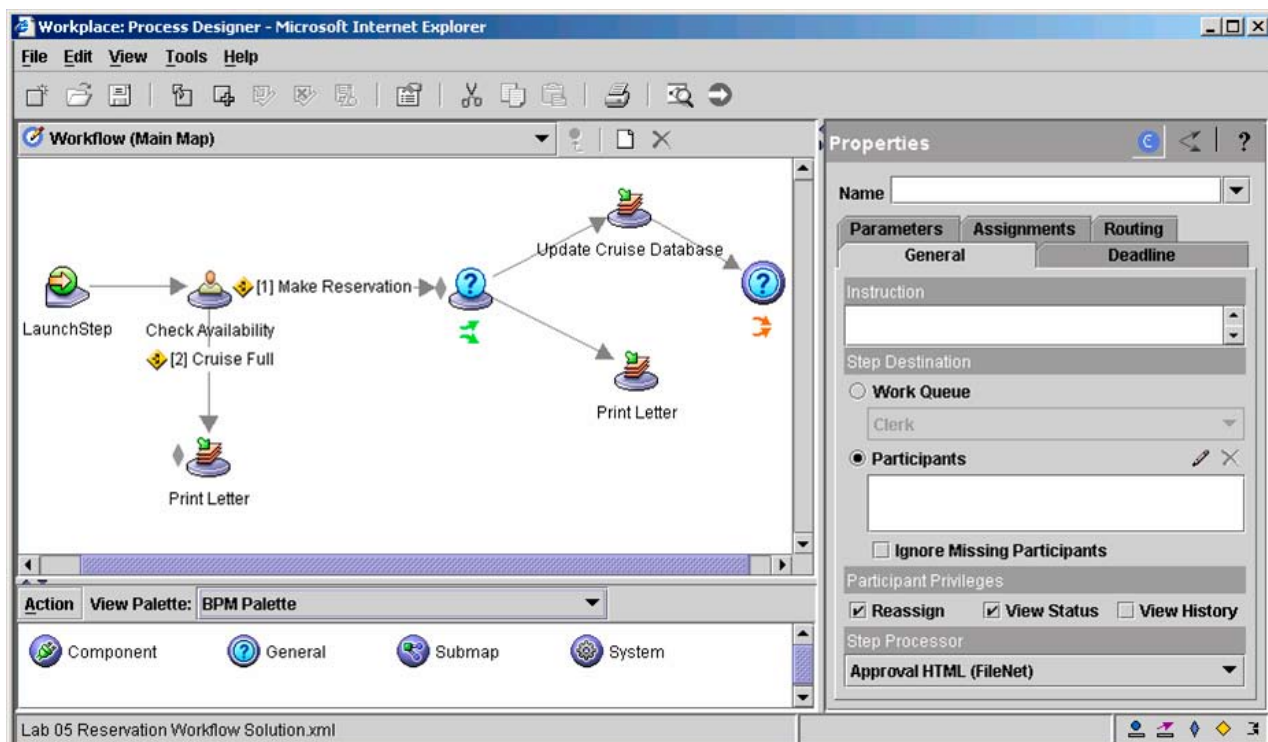 Workplace: Process Designer - Microsoft Internet Explorer
File Edit View Tools Help
Workflow (Main Map)
LaunchStep
Check Availability
[1] Make Reservation
[2] Cruise Full
Print Letter
Update Cruise Database
Print Letter
Action View Palette: BPM Palette
Component General Submap System
Properties
C ?
Name
Parameters Assignments Routing
General Deadline
Instruction
Step Destination
Work Queue
Clerk
Participants
Ignore Missing Participants
Participant Privileges
Reassign View Status View History
Step Processor
Approval HTML (FileNet)
Lab 05 Reservation Workflow Solution.xml